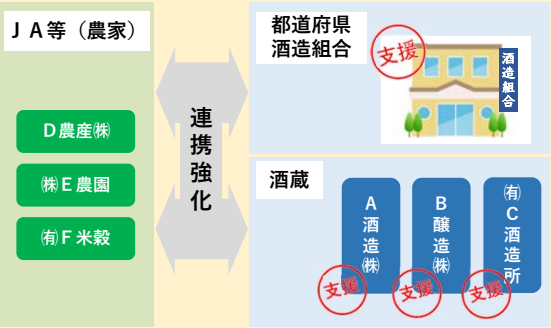 ＪＡ等（農家）
Ｄ農産㈱
㈱Ｅ農園
㈲Ｆ米穀
連携強化
都道府県
酒造組合
支援
酒造組合
酒蔵
Ａ酒造㈱
Ｂ醸造㈱
㈲Ｃ酒造所
支援
支援
支援